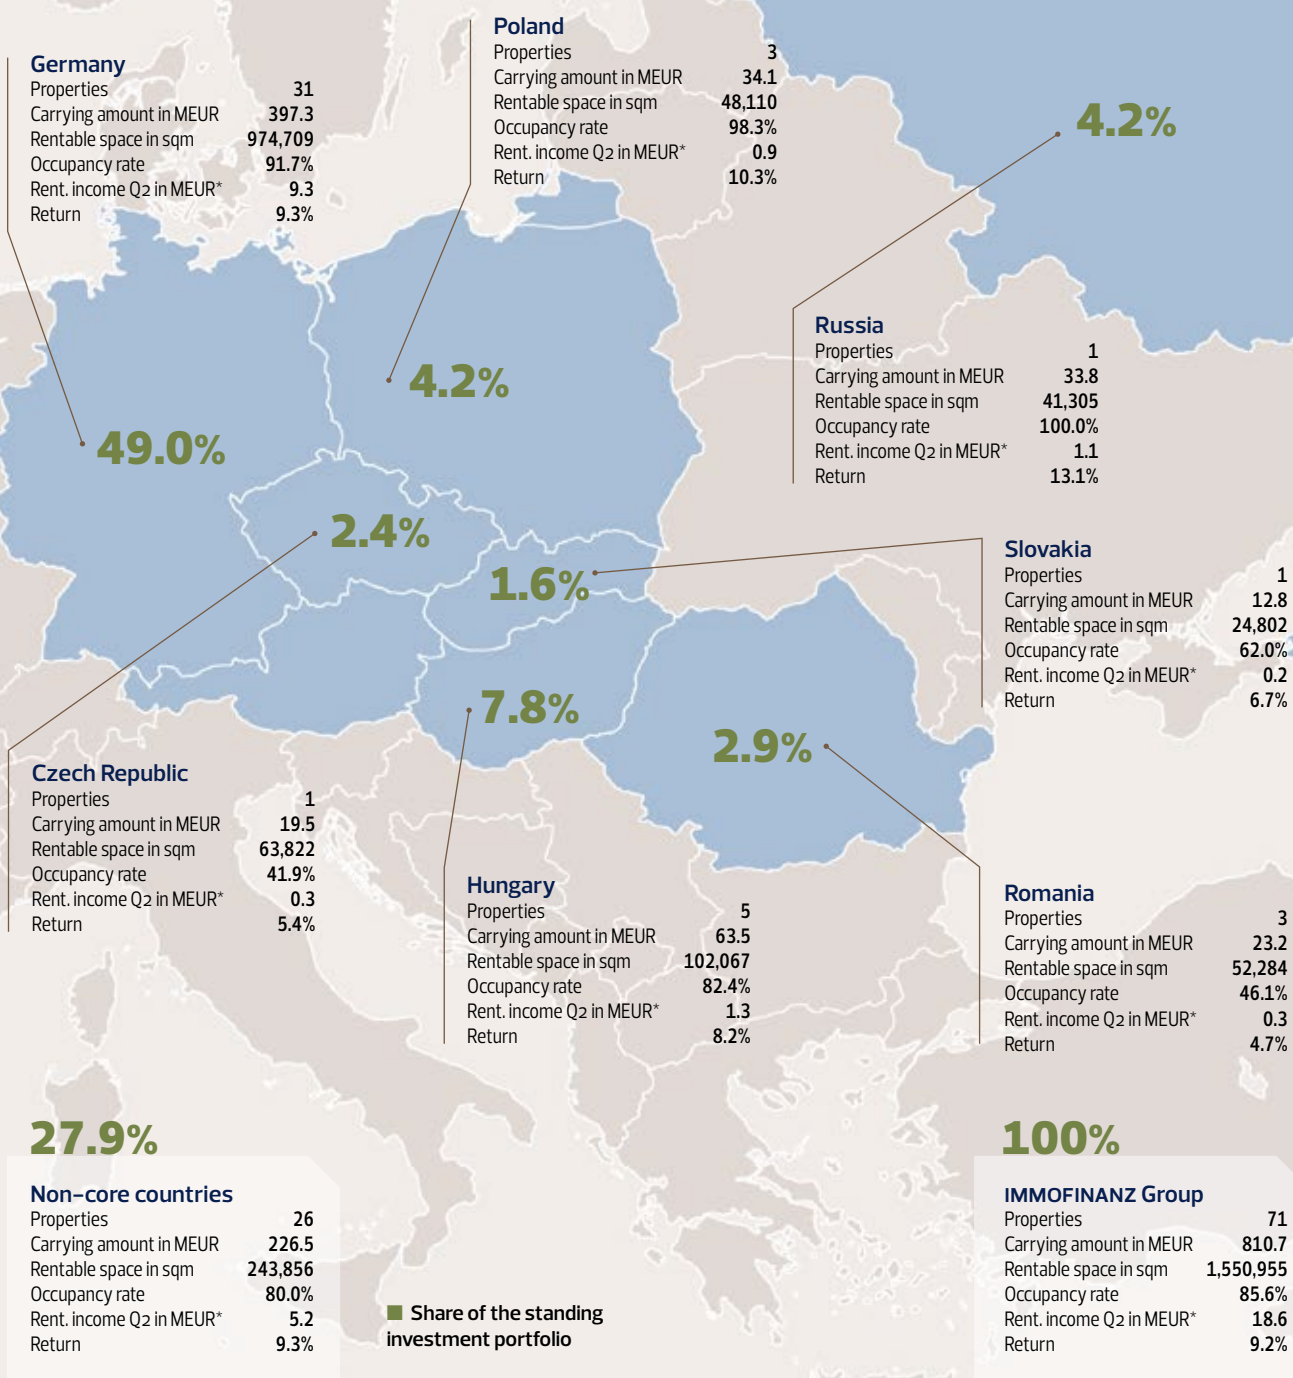 Germany
Properties 31
Carrying amount in MEUR 397.3
Rentable space in sqm 974,709
Occupancy rate 91.7%
Rent. income Q2 in MEUR* 9.3
Return 9.3%
Poland
Properties 3
Carrying amount in MEUR 34.1
Rentable space in sqm 48,110
Occupancy rate 98.3%
Rent. income Q2 in MEUR* 0.9
Return 10.3%
4.2%
Russia
Properties 1
Carrying amount in MEUR 33.8
Rentable space in sqm 41,305
Occupancy rate 100.0%
Rent. income Q2 in MEUR* 1.1
Return 13.1%
4.2%
49.0%
2.4%
1.6%
Slovakia
Properties 1
Carrying amount in MEUR 12.8
Rentable space in sqm 24,802
Occupancy rate 62.0%
Rent. income Q2 in MEUR* 0.2
Return 6.7%
7.8%
2.9%
Czech Republic
Properties 1
Carrying amount in MEUR 19.5
Rentable space in sqm 63,822
Occupancy rate 41.9%
Rent. income Q2 in MEUR* 0.3
Return 5.4%
Hungary
Properties 5
Carrying amount in MEUR 63.5
Rentable space in sqm 102,067
Occupancy rate 82.4%
Rent. income Q2 in MEUR* 1.3
Return 8.2%
Romania
Properties 3
Carrying amount in MEUR 23.2
Rentable space in sqm 52,284
Occupancy rate 46.1%
Rent. income Q2 in MEUR* 0.3
Return 4.7%
27.9%
Non-core countries
Properties 26
Carrying amount in MEUR 226.5
Rentable space in sqm 243,856
Occupancy rate 80.0%
Rent. income Q2 in MEUR* 5.2
Return 9.3%
Share of the standing
investment portfolio
100%
IMMOFINANZ Group
Properties 71
Carrying amount in MEUR 810.7
Rentable space in sqm 1,550,955
Occupancy rate 85.6%
Rent. income Q2 in MEUR* 18.6
Return 9.2%